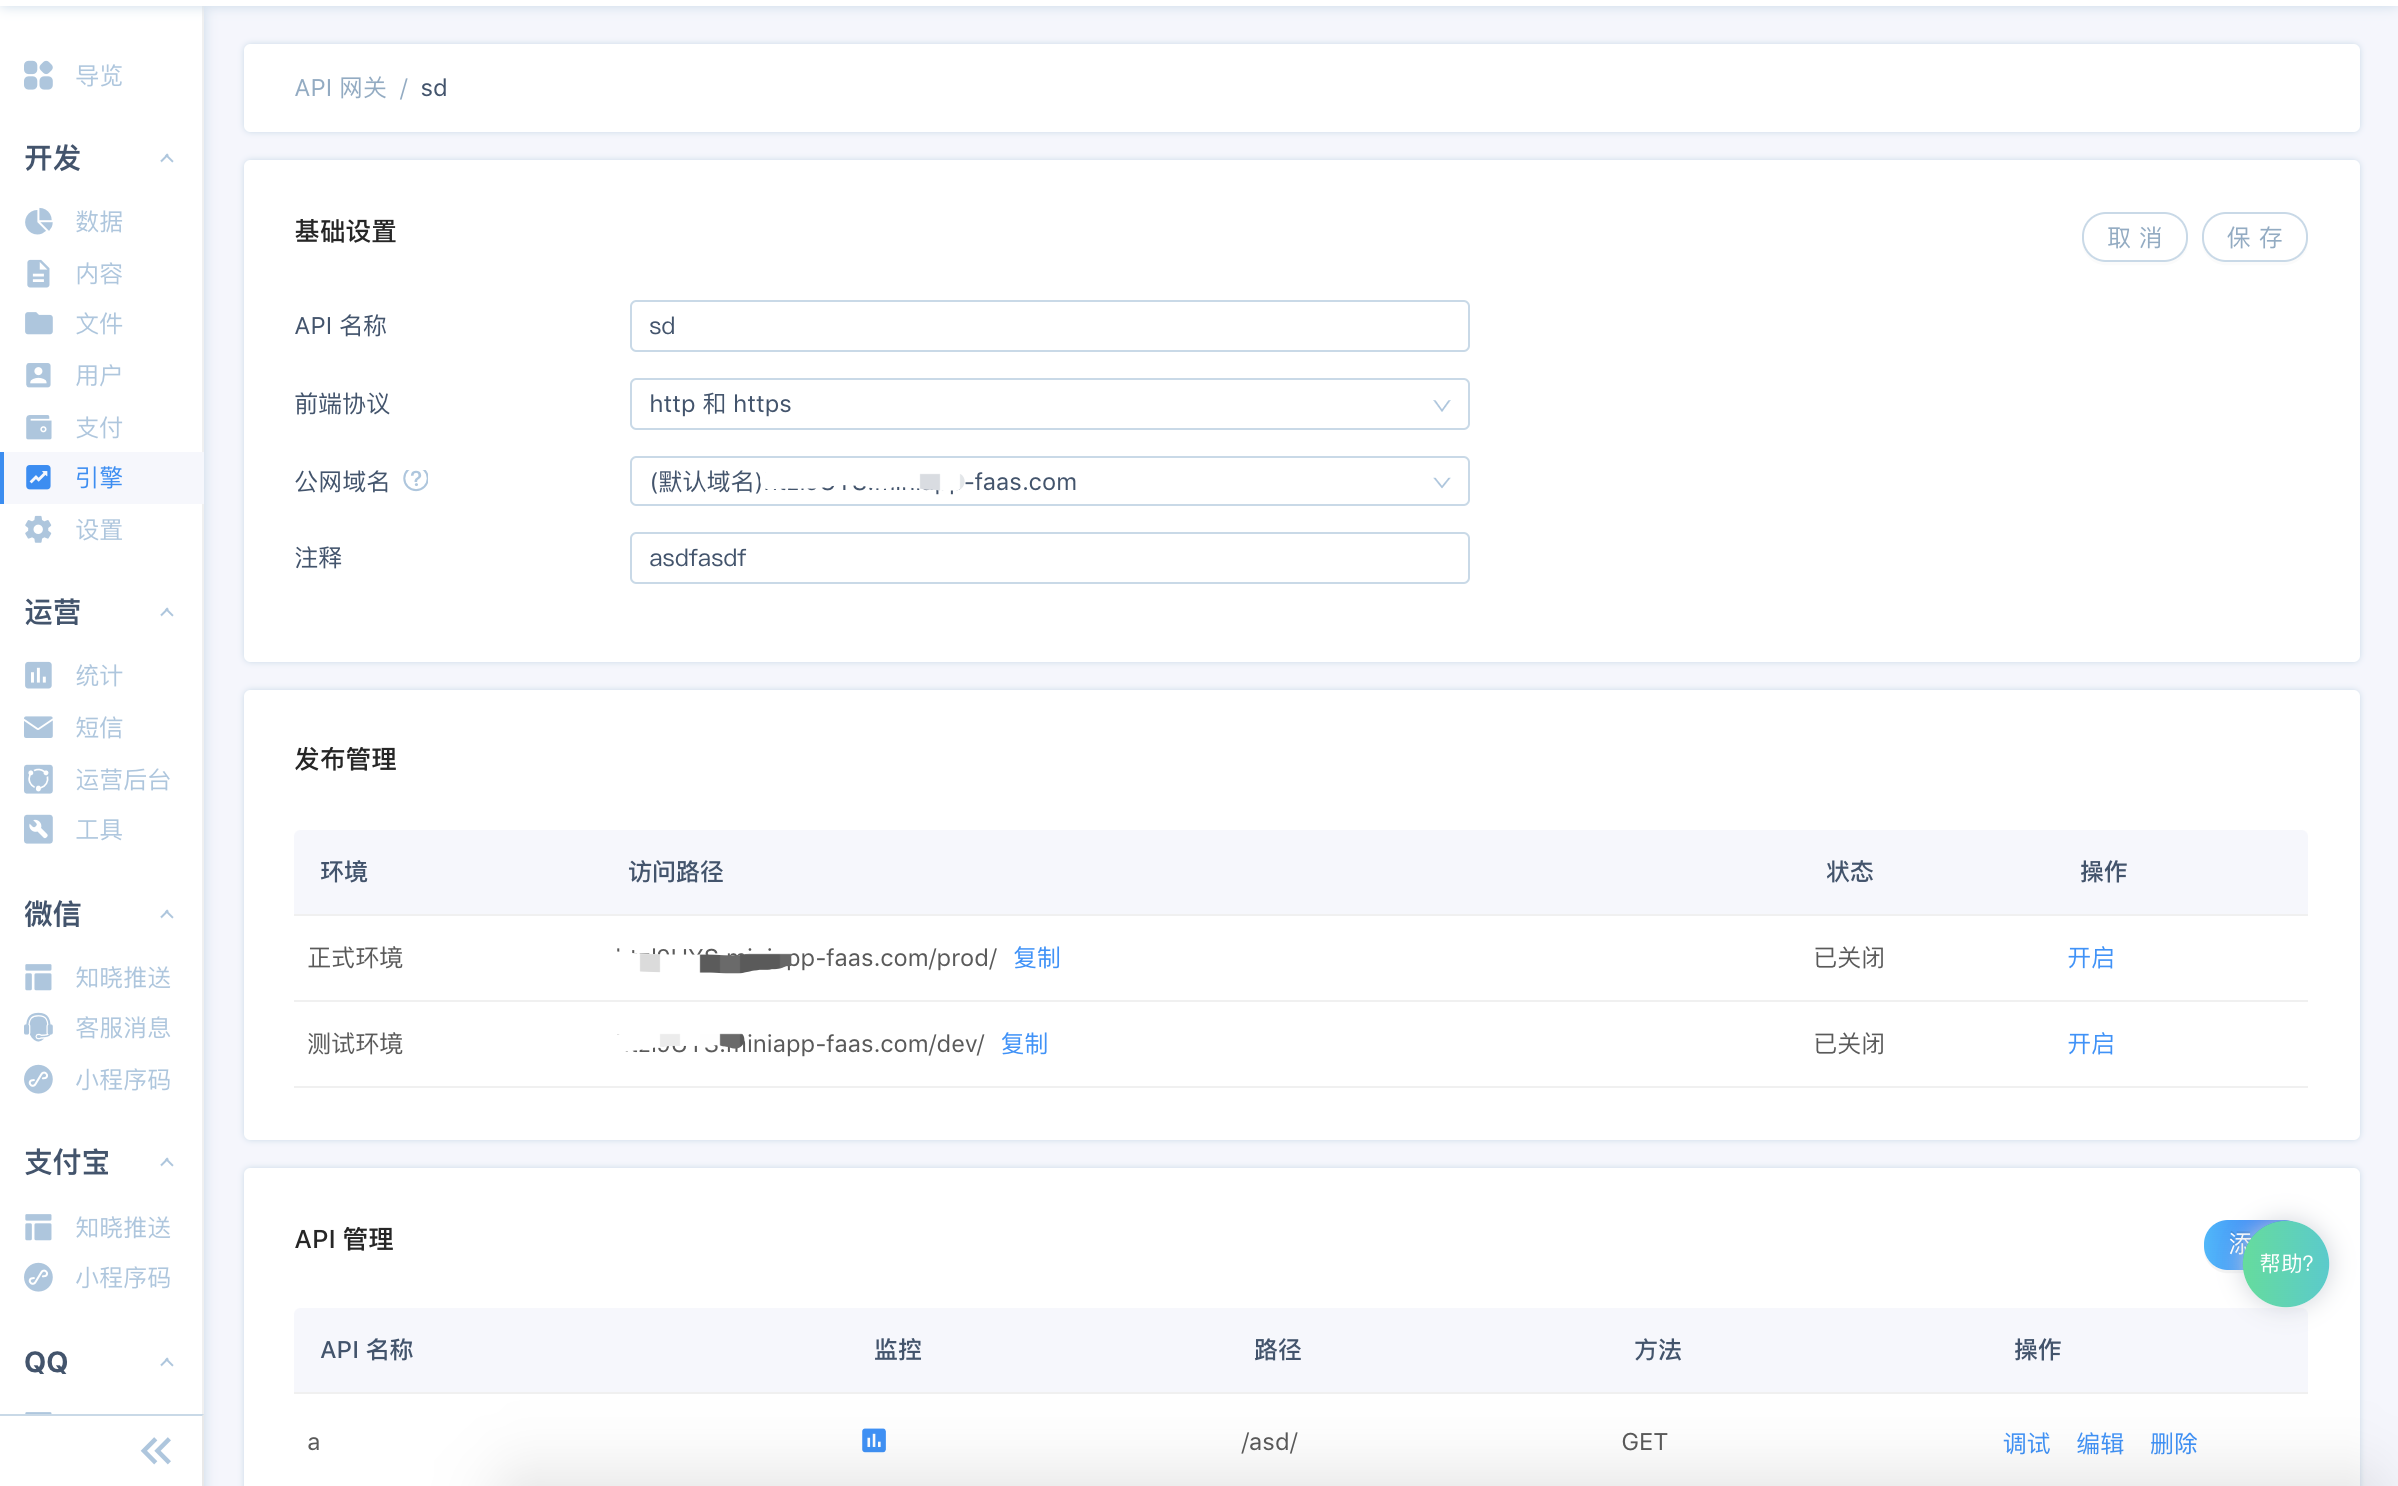 导览
开发
数据
内容
文件
用户
支付
引擎
设置
运营
统计
短信
运营后台
工具
微信
知晓推送
客服消息
小程序码
支付宝
知晓推送
小程序码
QQ
API 网关 / sd
基础设置
取 消 保 存
API 名称 sd
前端协议 http 和 https
公网域名 (默认域名) -faas.com
注释 asdfasdf
发布管理
环境 访问路径 状态 操作
正式环境 pp-faas.com/prod/ 复制 已关闭 开启
测试环境 miniapp-faas.com/dev/ 复制 已关闭 开启
API 管理
添
帮助?
API 名称 监控 路径 方法 操作
a /asd/ GET 调试 编辑 删除